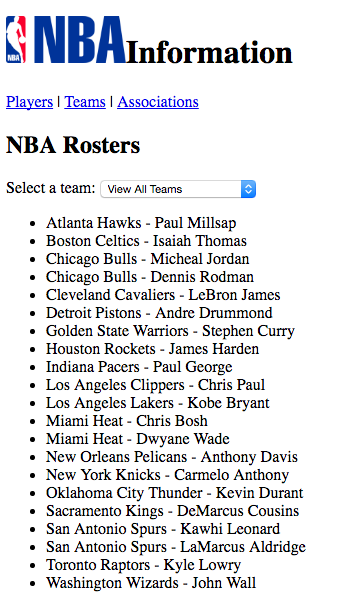 NBA NBA Information
Players | Teams | Associations
NBA Rosters
Select a team: View All Teams
• Atlanta Hawks - Paul Millsap
• Boston Celtics - Isaiah Thomas
• Chicago Bulls - Micheal Jordan
• Chicago Bulls - Dennis Rodman
• Cleveland Cavaliers - LeBron James
• Detroit Pistons - Andre Drummond
• Golden State Warriors - Stephen Curry
• Houston Rockets - James Harden
• Indiana Pacers - Paul George
• Los Angeles Clippers - Chris Paul
• Los Angeles Lakers - Kobe Bryant
• Miami Heat - Chris Bosh
• Miami Heat - Dwyane Wade
• New Orleans Pelicans - Anthony Davis
• New York Knicks - Carmelo Anthony
• Oklahoma City Thunder - Kevin Durant
• Sacramento Kings - DeMarcus Cousins
• San Antonio Spurs - Kawhi Leonard
• San Antonio Spurs - LaMarcus Aldridge
• Toronto Raptors - Kyle Lowry
• Washington Wizards - John Wall